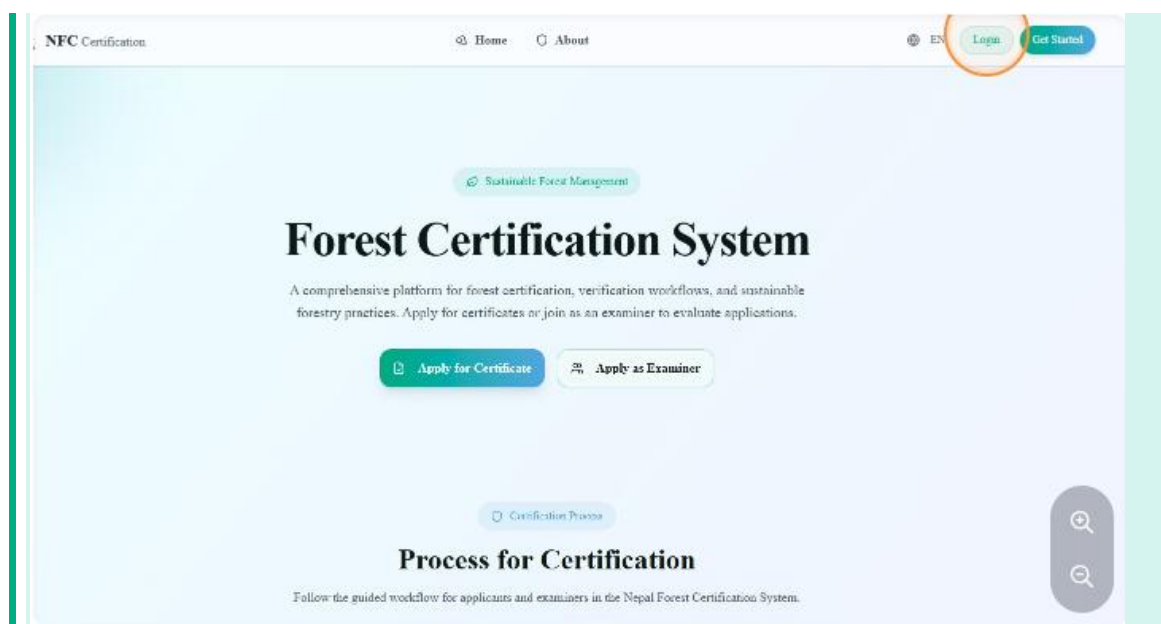 NFC Certification
Home
About
EN
Login
Get Started
Sustainable Forest Management
Forest Certification System
A comprehensive platform for forest certification, verification workflows, and sustainable
forestry practices. Apply for certificates or join as an examiner to evaluate applications.
Apply for Certificate
Apply as Examiner
Certification Process
Process for Certification
Follow the guided workflow for applicants and examiners in the Nepal Forest Certification System.